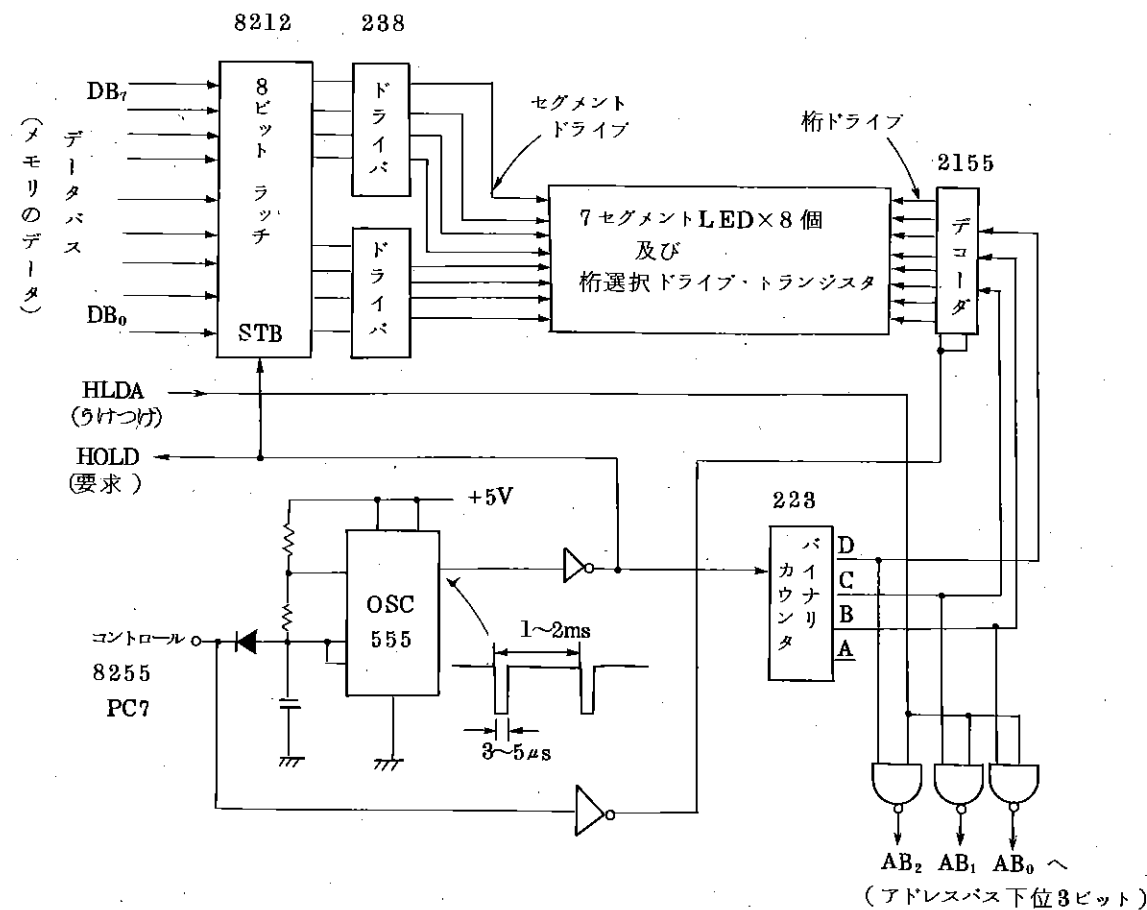 8212
238
DB₇
DB₀
データバス
(メモリのデータ)
8ビットラッチ
STB
ドライバ
ドライバ
セグメント
ドライブ
7セグメントLED×8個
及び
桁選択ドライブ・トランジスタ
桁ドライブ
2155
デコーダ
HLDA
(うけつけ)
HOLD
(要求)
+5V
OSC
555
コントロール
8255
PC7
1~2ms
3~5μs
223
バイナリ
カウンタ
D
C
B
A
AB₂ AB₁ AB₀ へ
(アドレスバス下位3ビット)